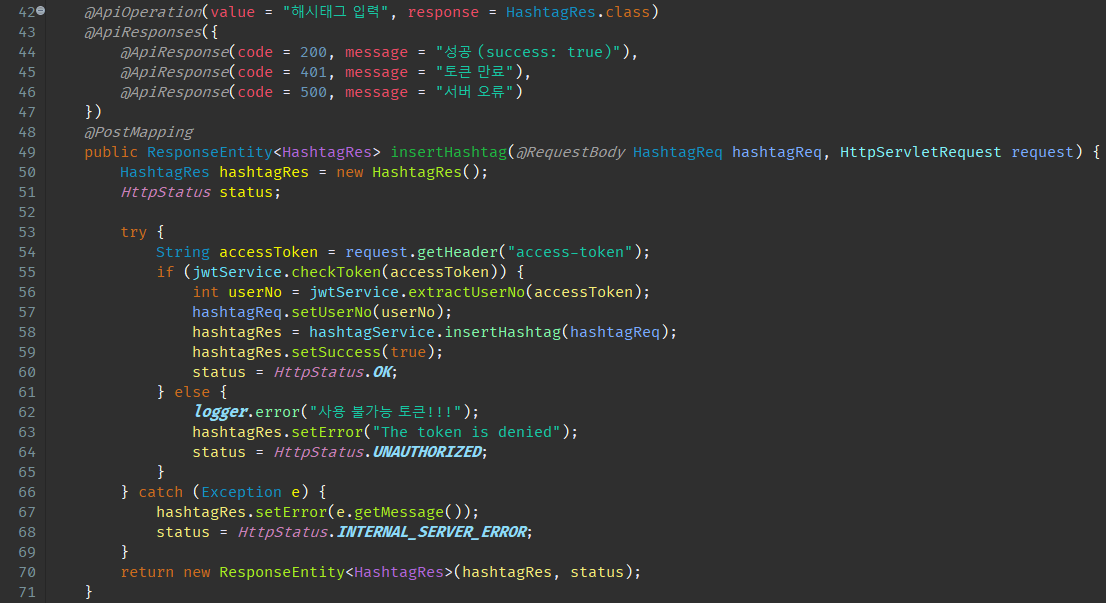 42 @ApiOperation(value = "해시태그 입력", response = HashtagRes.class)
43 @ApiResponses({
44 @ApiResponse(code = 200, message = "성공 (success: true)"),
45 @ApiResponse(code = 401, message = "토큰 만료"),
46 @ApiResponse(code = 500, message = "서버 오류")
47 })
48 @PostMapping
49 public ResponseEntity<HashtagRes> insertHashtag(@RequestBody HashtagReq hashtagReq, HttpServletRequest request) {
50 HashtagRes hashtagRes = new HashtagRes();
51 HttpStatus status;
52
53 try {
54 String accessToken = request.getHeader("access-token");
55 if (jwtService.checkToken(accessToken)) {
56 int userNo = jwtService.extractUserNo(accessToken);
57 hashtagReq.setUserNo(userNo);
58 hashtagRes = hashtagService.insertHashtag(hashtagReq);
59 hashtagRes.setSuccess(true);
60 status = HttpStatus.OK;
61 } else {
62 logger.error("사용 불가능 토큰!!!");
63 hashtagRes.setError("The token is denied");
64 status = HttpStatus.UNAUTHORIZED;
65 }
66 } catch (Exception e) {
67 hashtagRes.setError(e.getMessage());
68 status = HttpStatus.INTERNAL_SERVER_ERROR;
69 }
70 return new ResponseEntity<HashtagRes>(hashtagRes, status);
71 }